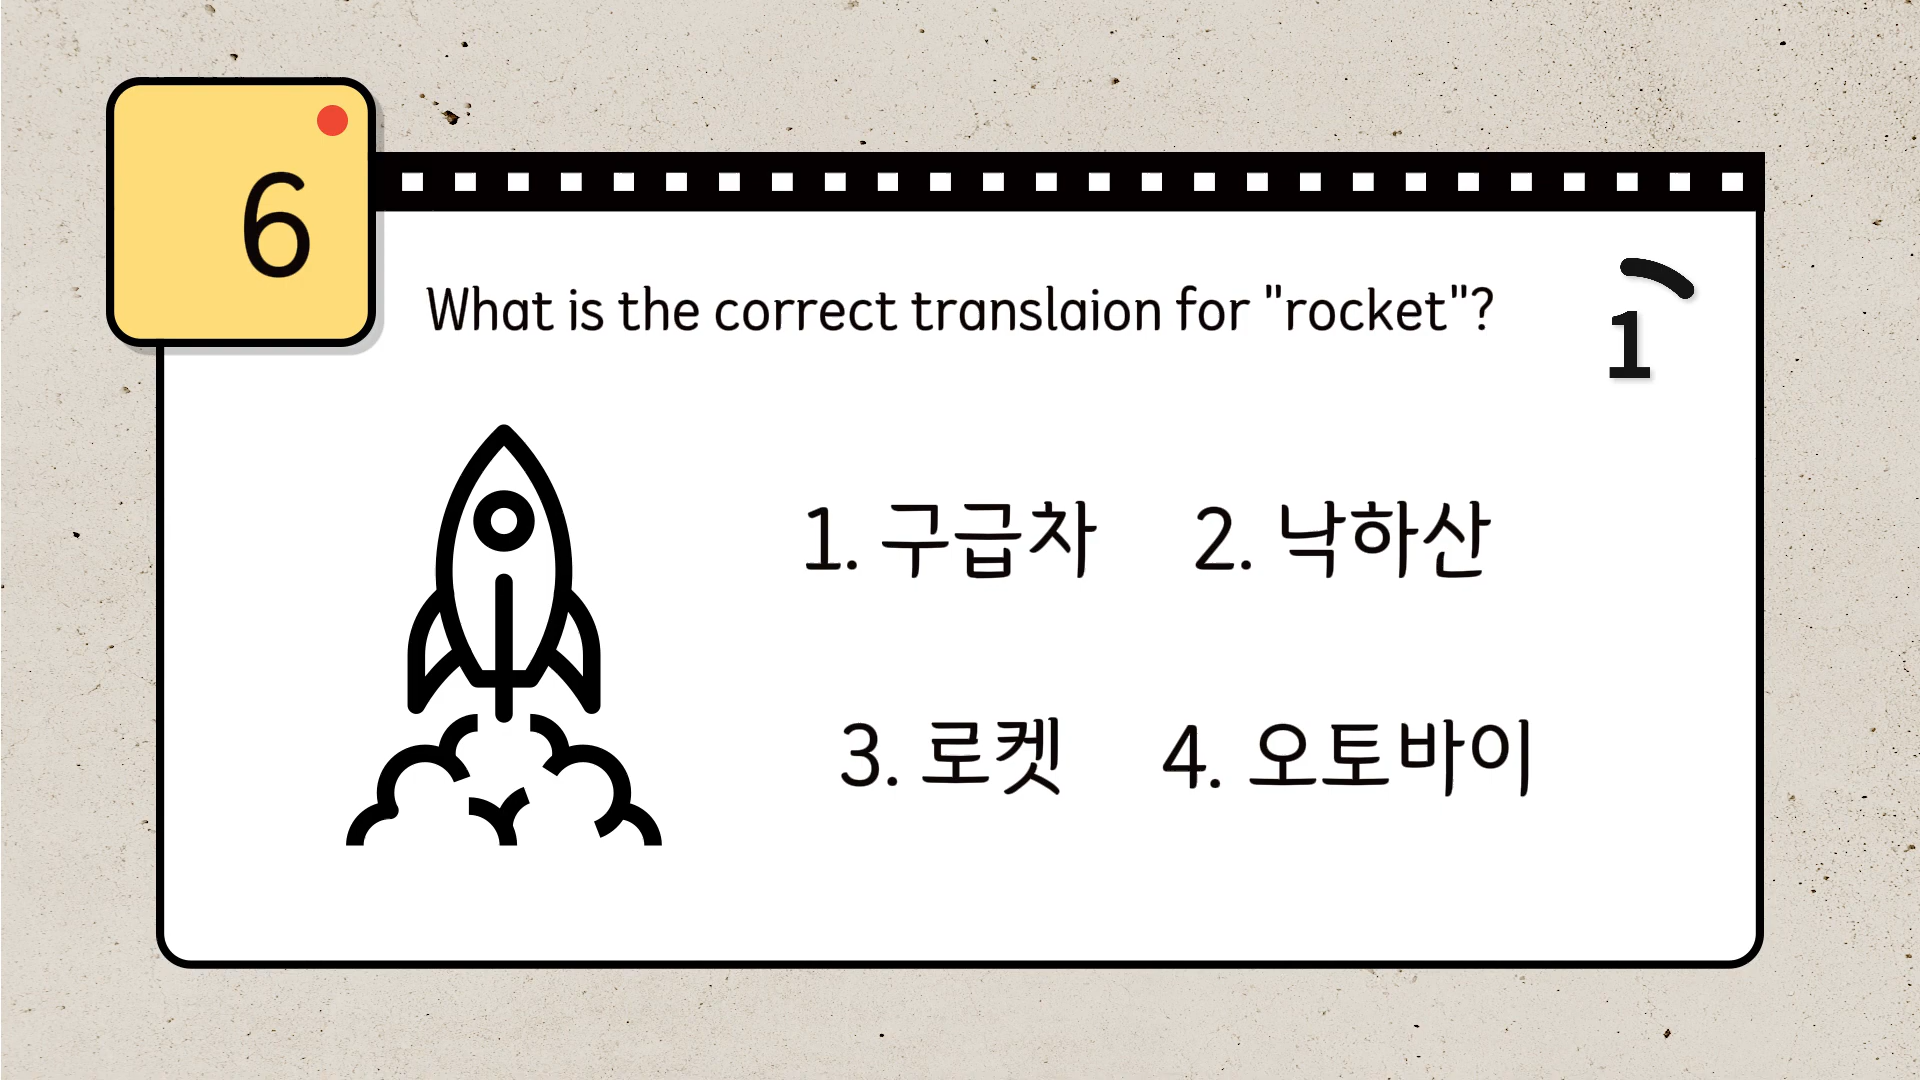 6
What is the correct translaion for "rocket"?
1
1. 구급차 2. 낙하산
3. 로켓 4. 오토바이